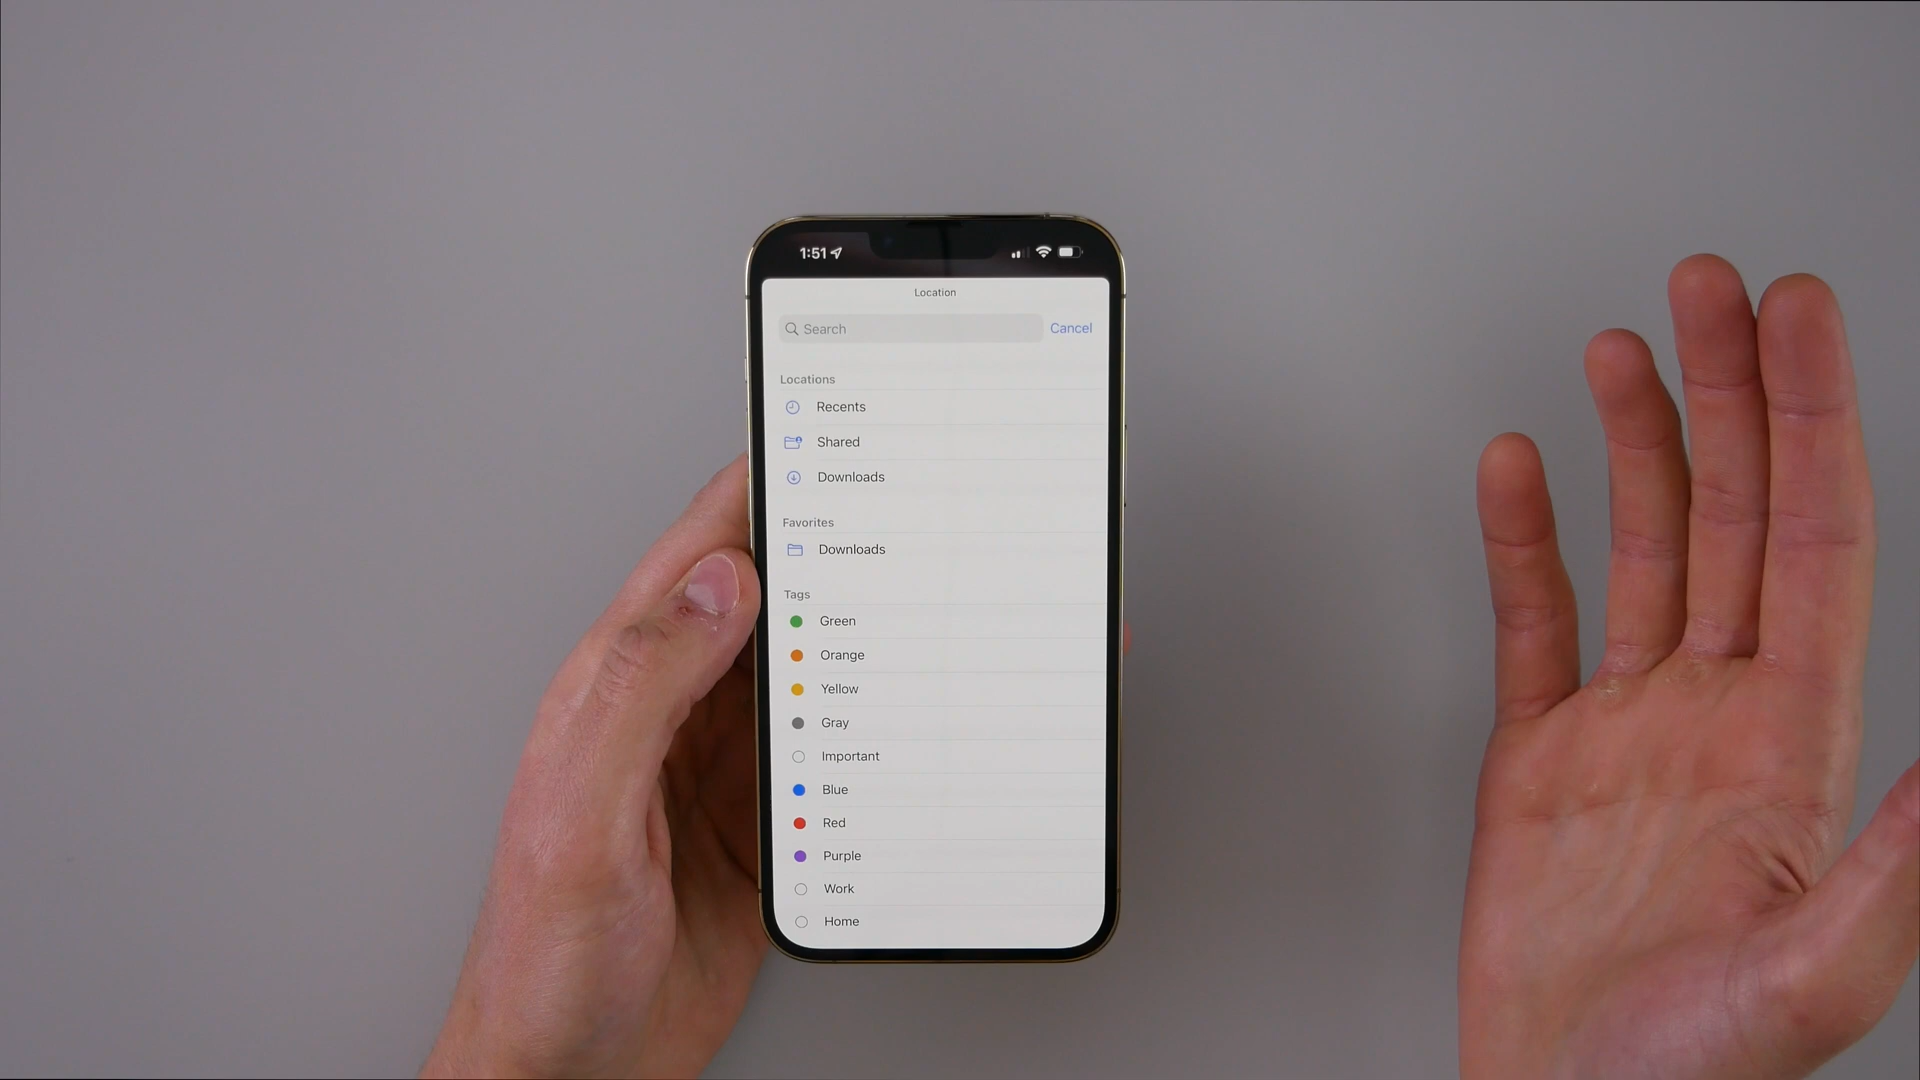 1:51
Location
Search
Cancel
Locations
Recents
Shared
Downloads
Favorites
Downloads
Tags
Green
Orange
Yellow
Gray
Important
Blue
Red
Purple
Work
Home